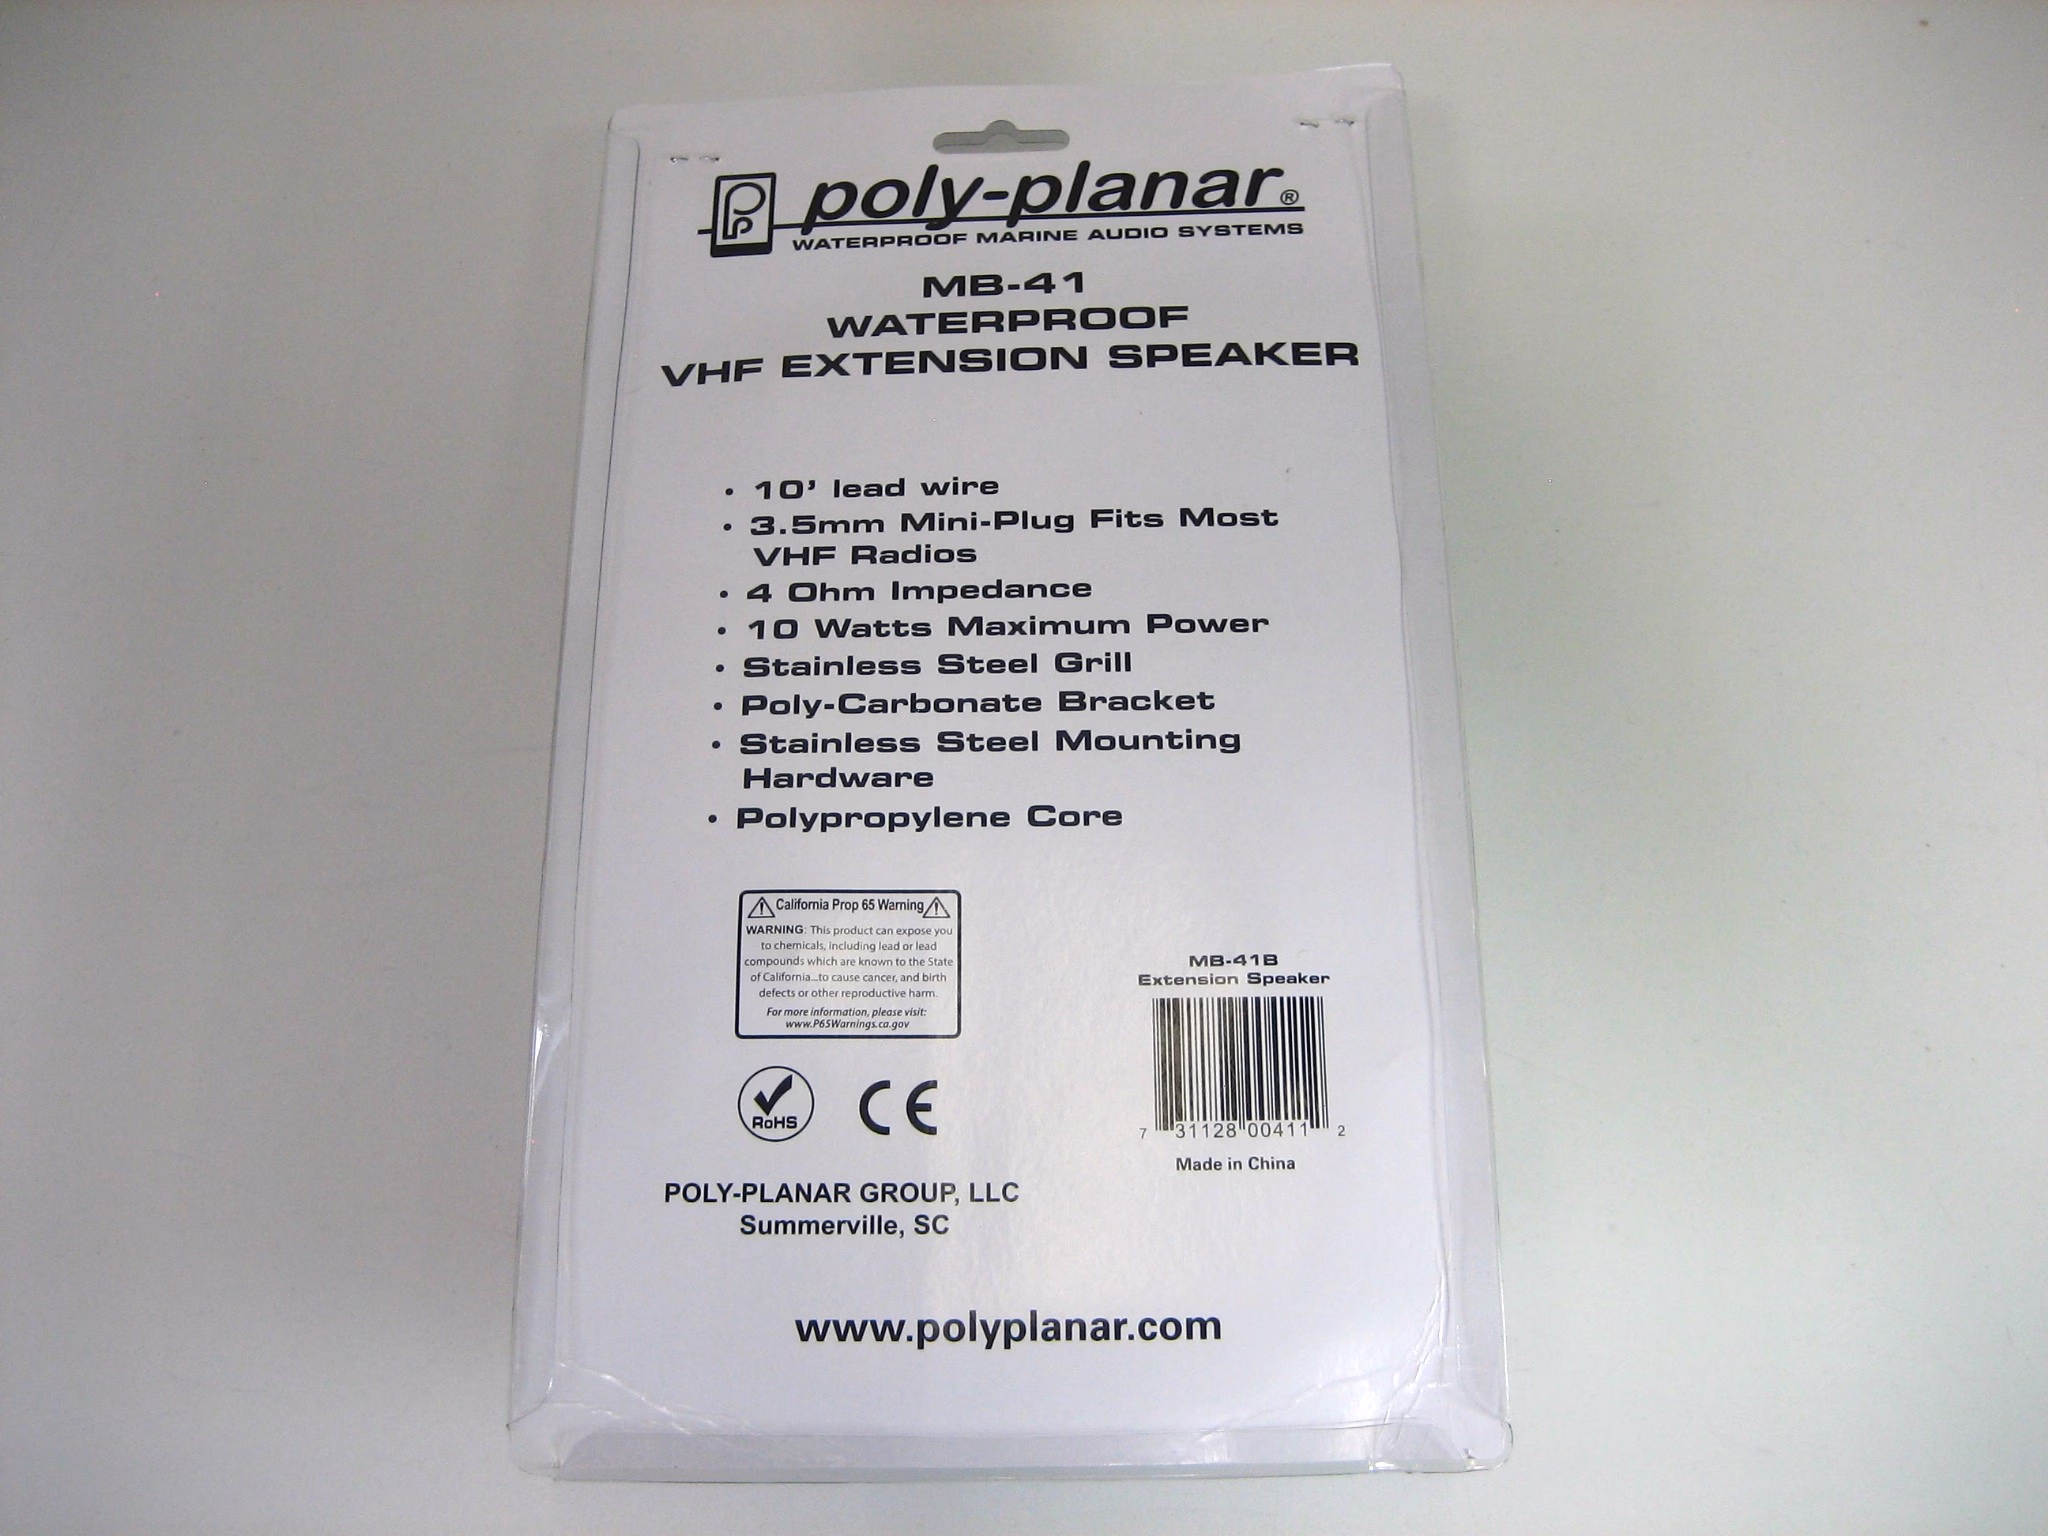 poly-planar®
WATERPROOF MARINE AUDIO SYSTEMS
MB-41
WATERPROOF
VHF EXTENSION SPEAKER
• 10' lead wire
• 3.5mm Mini-Plug Fits Most
VHF Radios
• 4 Ohm Impedance
• 10 Watts Maximum Power
• Stainless Steel Grill
• Poly-Carbonate Bracket
• Stainless Steel Mounting
Hardware
• Polypropylene Core
California Prop 65 Warning
WARNING: This product can expose you
to chemicals, including lead or lead
compounds which are known to the State
of California...to cause cancer, and birth
defects or other reproductive harm.
For more information, please visit:
www.P65Warnings.ca.gov
RoHS
CE
MB-41B
Extension Speaker
7 31128 00411 2
Made in China
POLY-PLANAR GROUP, LLC
Summerville, SC
www.polyplanar.com